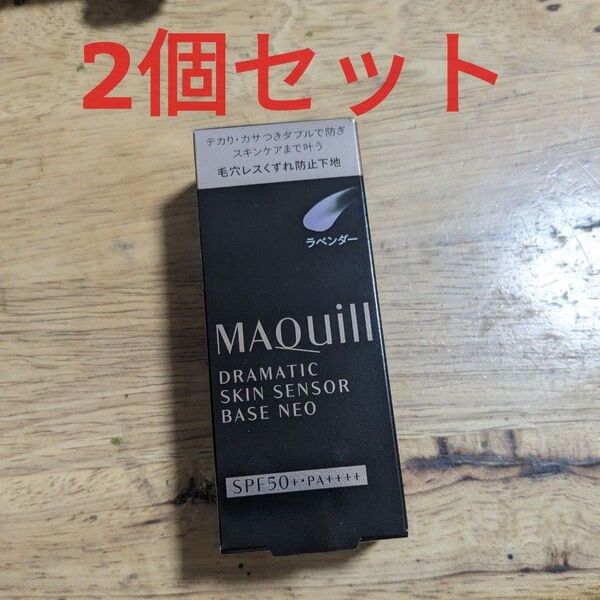 2個セット
テカリ・カサつきダブルで防ぎ
スキンケアまで叶う
毛穴レスくずれ防止下地
ラベンダー
MAQuill
DRAMATIC
SKIN SENSOR
BASE NEO
SPF50+・PA++++